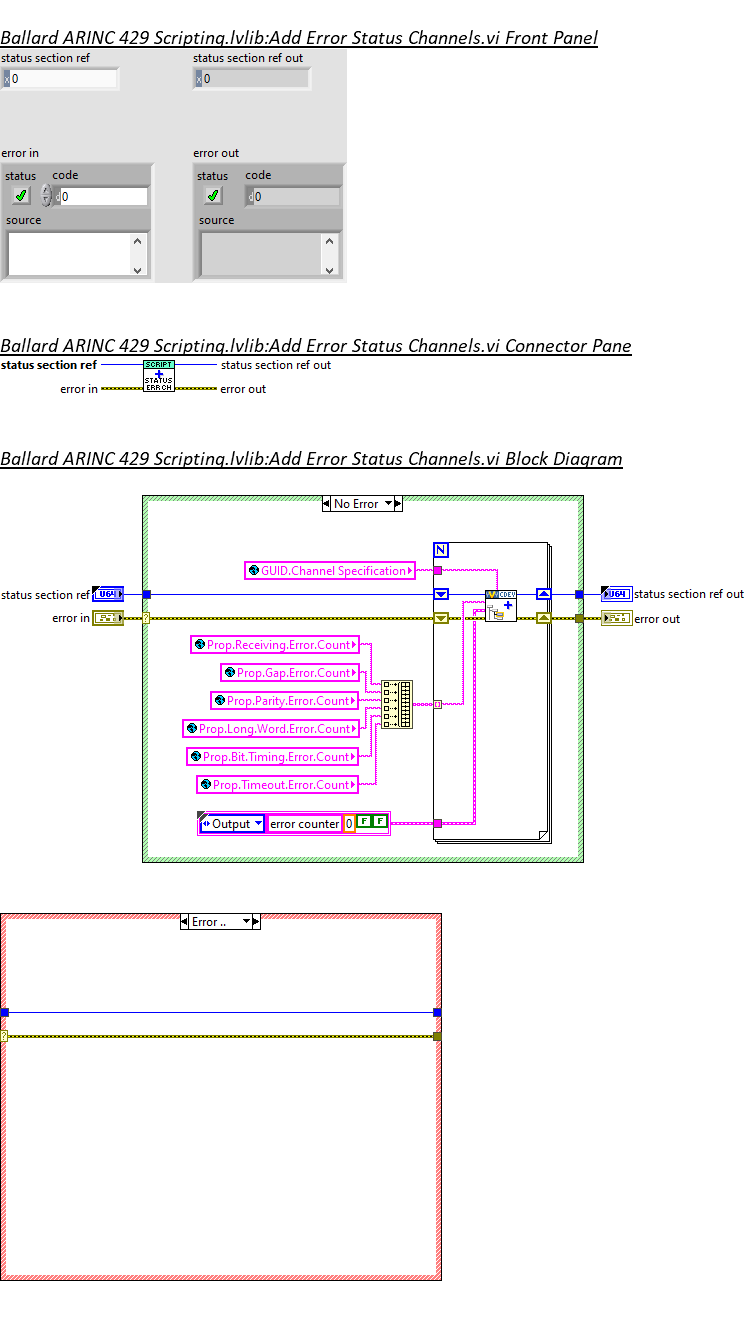 Ballard ARINC 429 Scripting.lvlib:Add Error Status Channels.vi Front Panel
status section ref status section ref out
x 0 x 0
error in error out
status code status code
d 0 d 0
source source
Ballard ARINC 429 Scripting.lvlib:Add Error Status Channels.vi Connector Pane
status section ref SCRIPT status section ref out
error in STATUS ERR CH error out
Ballard ARINC 429 Scripting.lvlib:Add Error Status Channels.vi Block Diagram
No Error
N
GUID.Channel Specification
status section ref U64 CDEV U64 status section ref out
error in ? error out
Prop.Receiving.Error.Count
Prop.Gap.Error.Count
Prop.Parity.Error.Count
Prop.Long.Word.Error.Count
Prop.Bit.Timing.Error.Count
Prop.Timeout.Error.Count
Output error counter 0 F F
Error ..
?